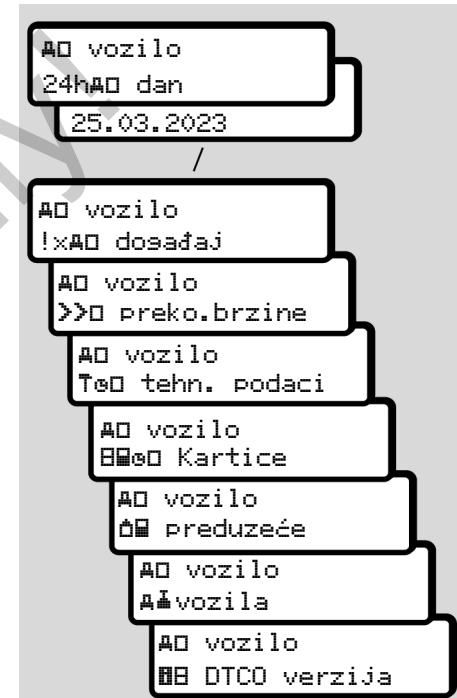 vozilo
24h dan
25.03.2023
/
vozilo
!x događaj
vozilo
>> preko.brzine
vozilo
tehn. podaci
vozilo
Kartice
vozilo
preduzeće
vozilo
vozila
vozilo
DTCO verzija